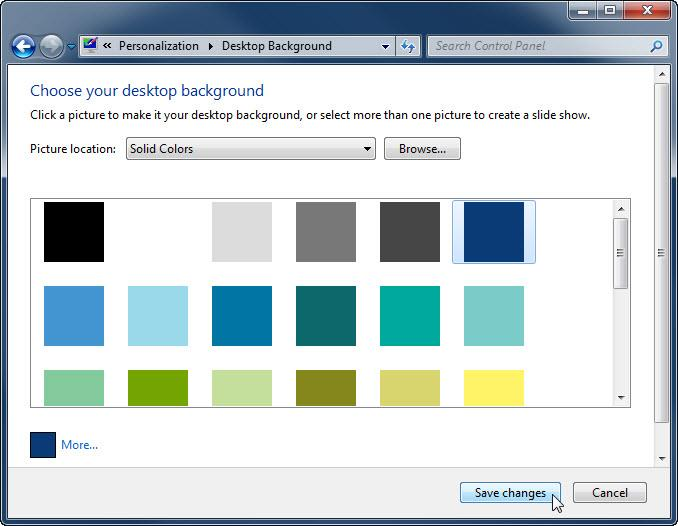 « Personalization ▸ Desktop Background
Search Control Panel
Choose your desktop background
Click a picture to make it your desktop background, or select more than one picture to create a slide show.
Picture location: Solid Colors Browse...
More...
Save changes Cancel